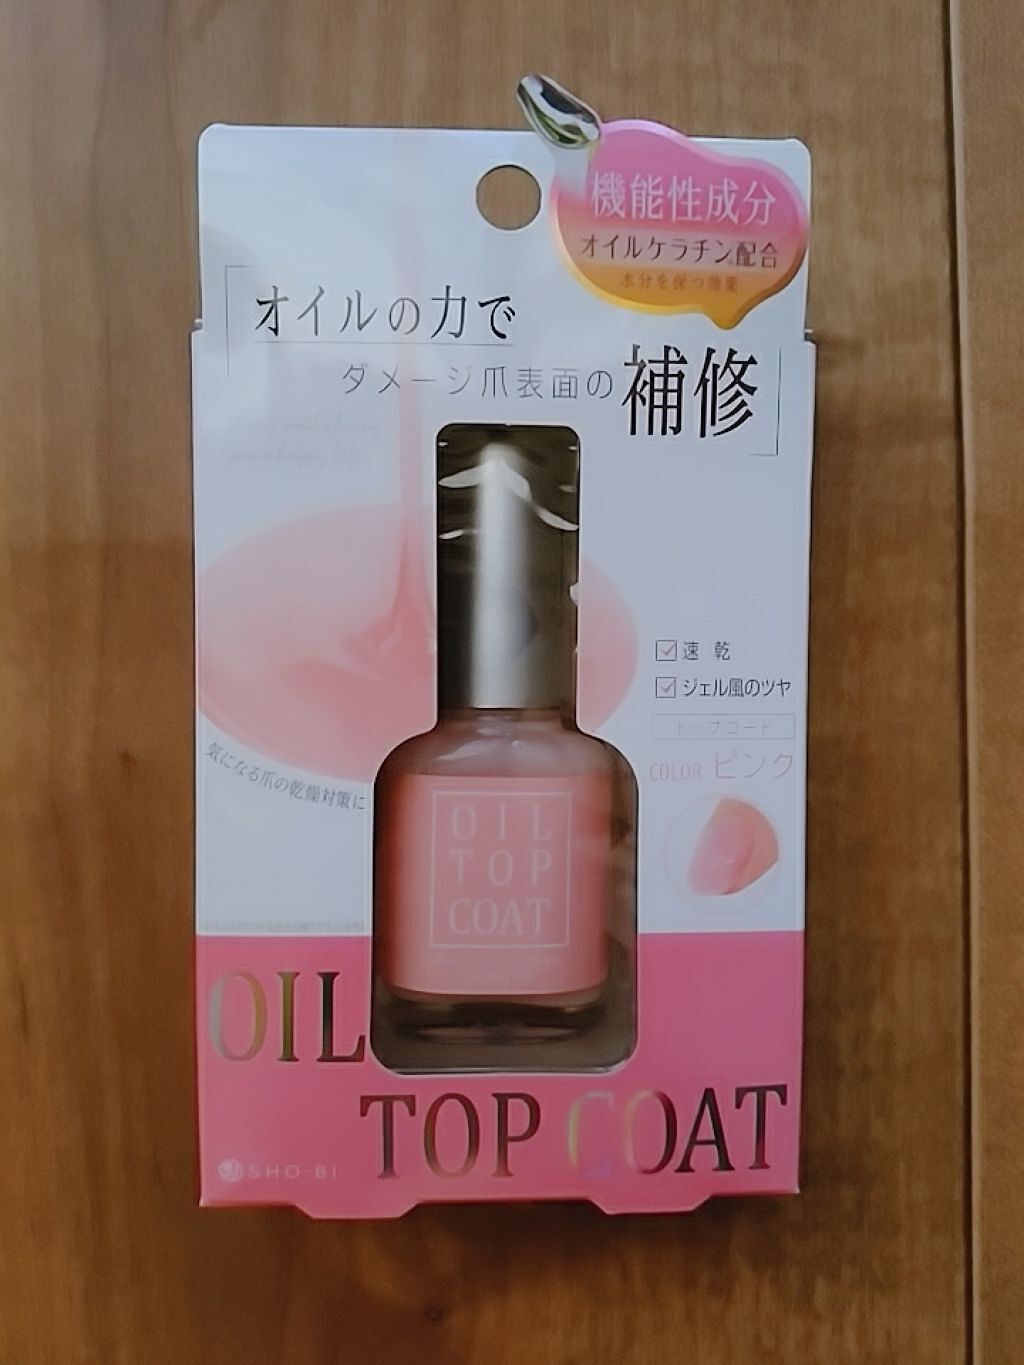 機能性成分
オイルケラチン配合
水分を保つ効果
オイルの力で
ダメージ爪表面の補修
速乾
ジェル風のツヤ
トップコート
COLOR ピンク
気になる爪の乾燥対策に
OIL
TOP
COAT
OIL
TOP COAT
SHO-BI